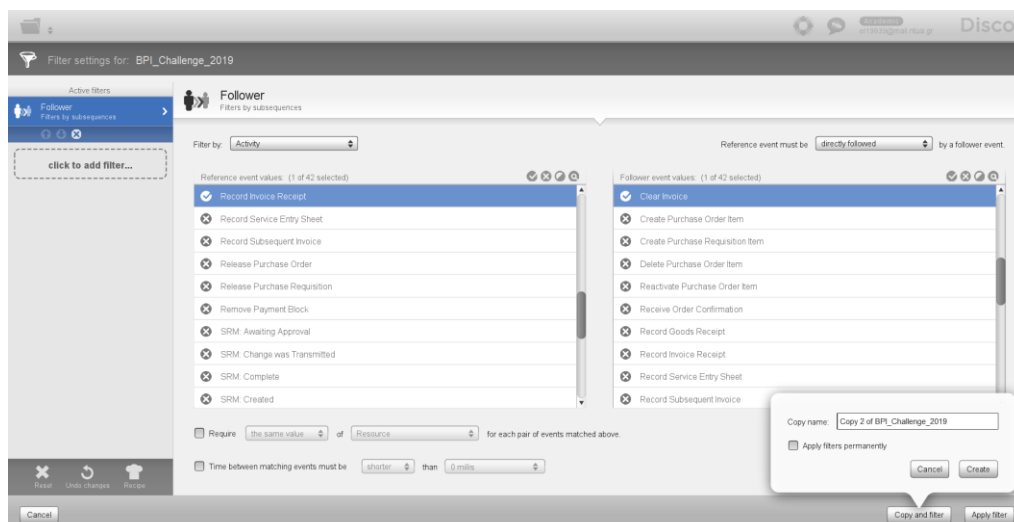 Academic
Disco
Filter settings for: BPI_Challenge_2019
Active filters
Follower
Filters by subsequences
click to add filter...
Follower
Filters by subsequences
Filter by: Activity
Reference event must be directly followed by a follower event.
Reference event values: (1 of 42 selected)
Record Invoice Receipt
Record Service Entry Sheet
Record Subsequent Invoice
Release Purchase Order
Release Purchase Requisition
Remove Payment Block
SRM: Awaiting Approval
SRM: Change was Transmitted
SRM: Complete
SRM: Created
Follower event values: (1 of 42 selected)
Clear Invoice
Create Purchase Order Item
Create Purchase Requisition Item
Delete Purchase Order Item
Reactivate Purchase Order Item
Receive Order Confirmation
Record Goods Receipt
Record Invoice Receipt
Record Service Entry Sheet
Record Subsequent Invoice
Require the same value of Resource for each pair of events matched above.
Time between matching events must be shorter than 0 millis
Copy name: Copy 2 of BPI_Challenge_2019
Apply filters permanently
Cancel Create
Reset Undo changes Recipe
Cancel Copy and filter Apply filter